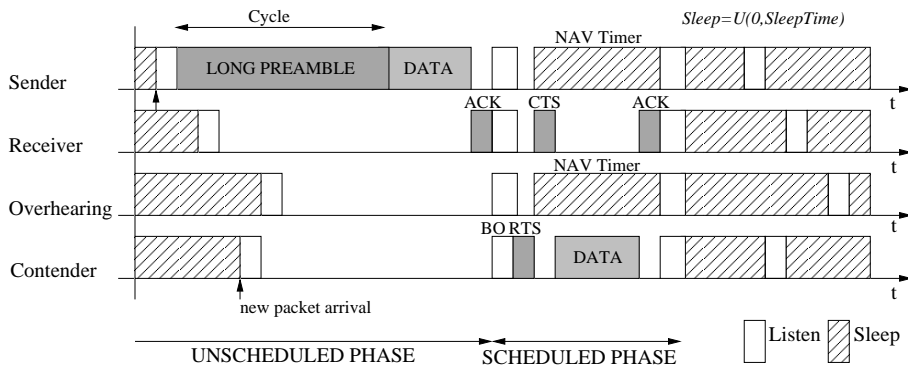 Cycle
Sleep=U(0,SleepTime)
NAV Timer
LONG PREAMBLE
DATA
Sender
t
ACK
CTS
ACK
Receiver
t
NAV Timer
Overhearing
t
BO RTS
DATA
Contender
t
new packet arrival
Listen
Sleep
UNSCHEDULED PHASE
SCHEDULED PHASE